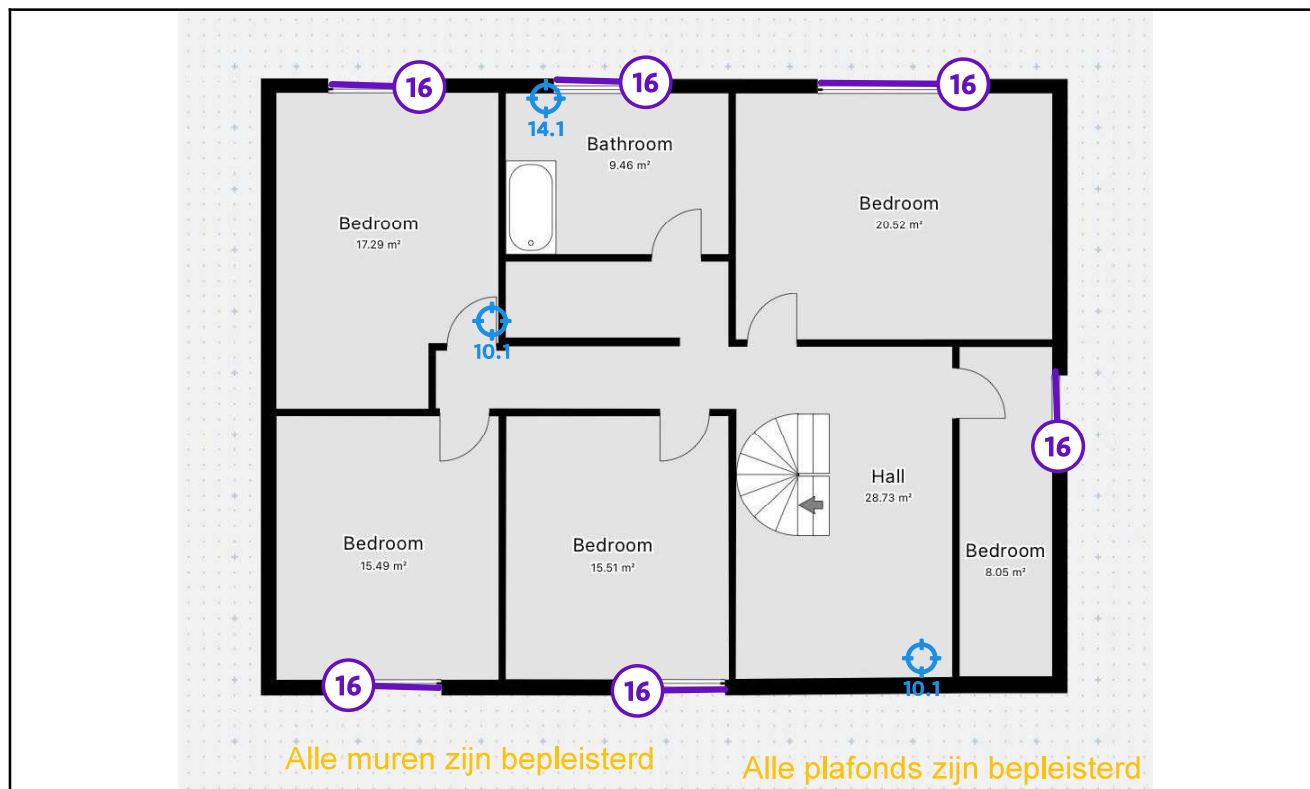 16
16
16
14.1
Bathroom
9.46 m²
Bedroom
17.29 m²
Bedroom
20.52 m²
10.1
16
Hall
28.73 m²
Bedroom
15.49 m²
Bedroom
15.51 m²
Bedroom
8.05 m²
16
16
10.1
Alle muren zijn bepleisterd
Alle plafonds zijn bepleisterd